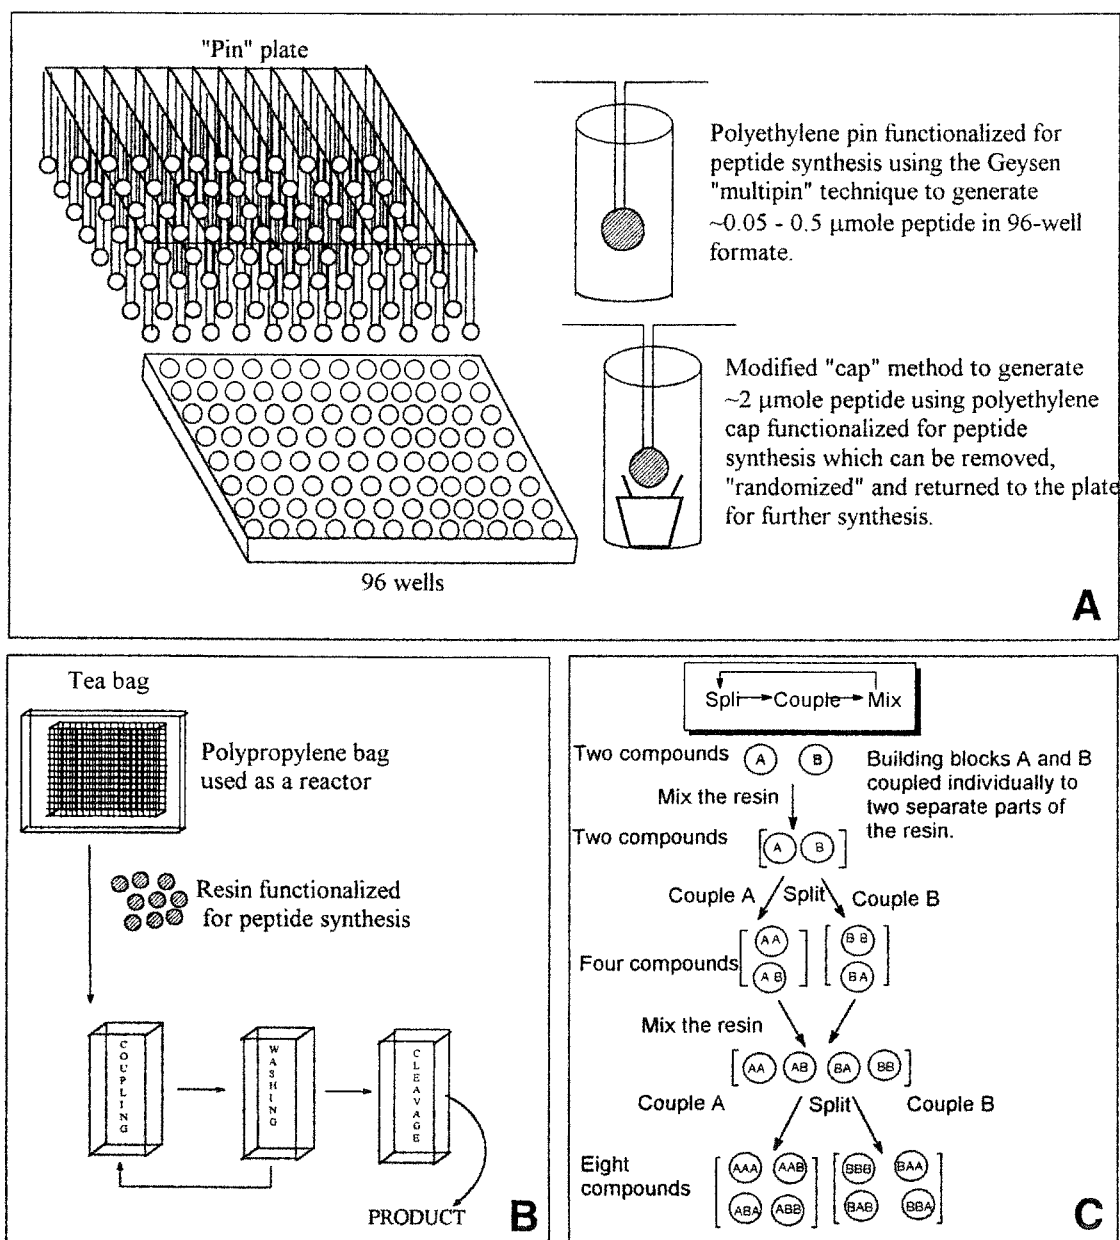 "Pin" plate
Polyethylene pin functionalized for
peptide synthesis using the Geysen
"multipin" technique to generate
~0.05 - 0.5 μmole peptide in 96-well
formate.
Modified "cap" method to generate
~2 μmole peptide using polyethylene
cap functionalized for peptide
synthesis which can be removed,
"randomized" and returned to the plate
for further synthesis.
96 wells
A
Tea bag
Polypropylene bag
used as a reactor
Resin functionalized
for peptide synthesis
COUPLING
WASHING
CLEAVAGE
PRODUCT
B
Spli Couple Mix
Two compounds A B
Building blocks A and B
coupled individually to
two separate parts of
the resin.
Mix the resin
Two compounds [A B]
Couple A Split Couple B
Four compounds
[AA
AB]
[BB
BA]
Mix the resin
[AA AB BA BB]
Couple A Split Couple B
Eight
compounds
[AAA AAB
ABA ABB]
[BBB BAA
BAB BBA]
C